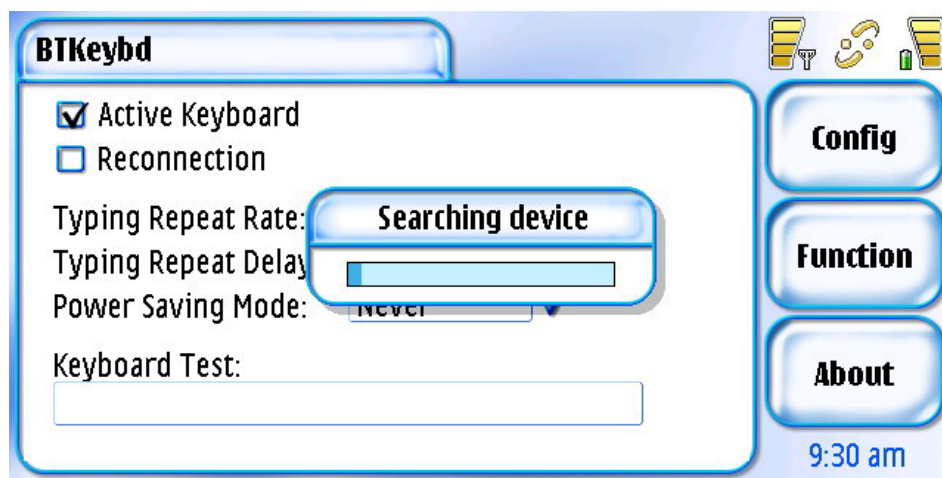 BTKeybd
Active Keyboard
Reconnection
Typing Repeat Rate:
Typing Repeat Delay
Power Saving Mode: Never
Keyboard Test:
Searching device
Config
Function
About
9:30 am